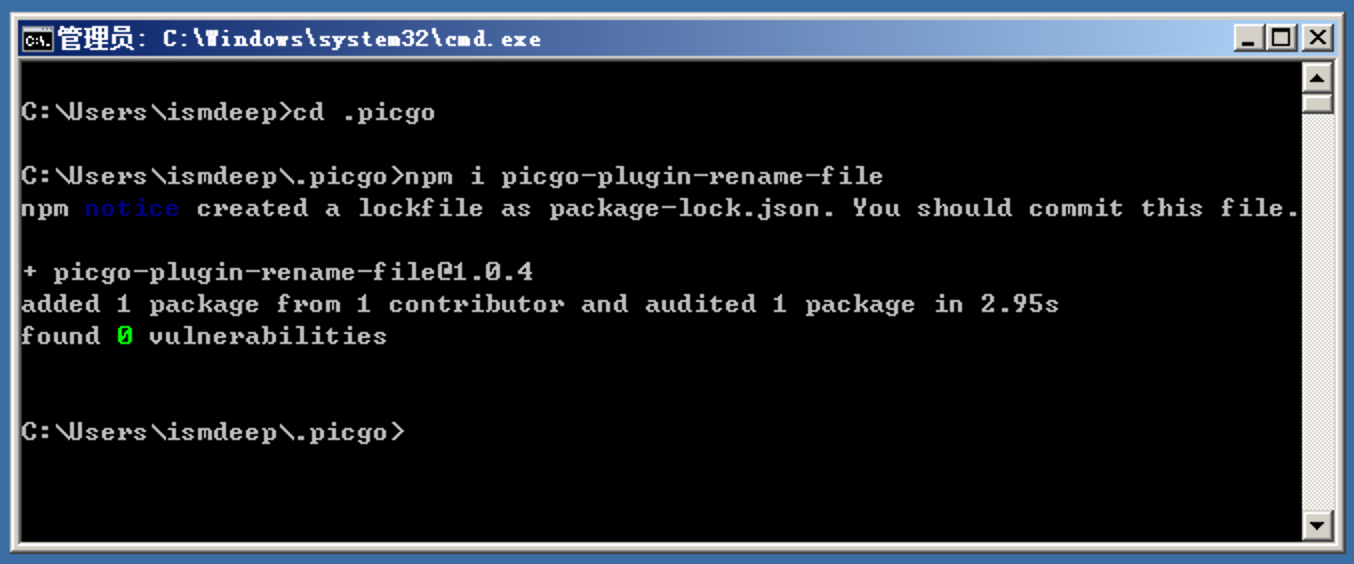 管理员: C:\Windows\system32\cmd.exe
C:\Users\ismdeep>cd .picgo
C:\Users\ismdeep\.picgo>npm i picgo-plugin-rename-file
npm notice created a lockfile as package-lock.json. You should commit this file.
+ picgo-plugin-rename-file@1.0.4
added 1 package from 1 contributor and audited 1 package in 2.95s
found 0 vulnerabilities
C:\Users\ismdeep\.picgo>